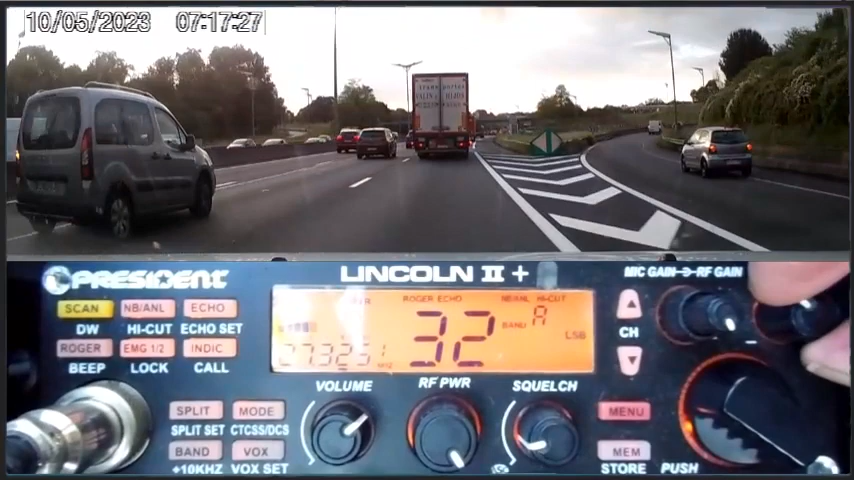 10/05/2023 07:17:27
PRESIDENT
LINCOLN II +
MIC GAIN RF GAIN
SCAN NB/ANL ECHO
DW HI-CUT ECHO SET
ROGER EMG 1/2 INDIC
BEEP LOCK CALL
ROGER ECHO NB/ANL HI-CUT
32 BAND A
LSB
CH
VOLUME RF PWR SQUELCH
SPLIT MODE
SPLIT SET CTCSS/DCS
BAND VOX
+10KHZ VOX SET
MENU
MEM
STORE PUSH